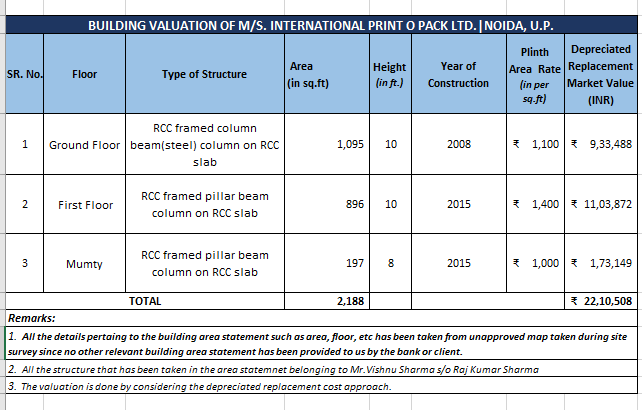 BUILDING VALUATION OF M/S. INTERNATIONAL PRINT O PACK LTD.|NOIDA, U.P.
SR. No. Floor Type of Structure Area (in sq.ft) Height (in ft.) Year of Construction Plinth Area Rate (in per sq.ft) Depreciated Replacement Market Value (INR)
1 Ground Floor RCC framed column beam(steel) column on RCC slab 1,095 10 2008 ₹ 1,100 ₹ 9,33,488
2 First Floor RCC framed pillar beam column on RCC slab 896 10 2015 ₹ 1,400 ₹ 11,03,872
3 Mumty RCC framed pillar beam column on RCC slab 197 8 2015 ₹ 1,000 ₹ 1,73,149
TOTAL 2,188 ₹ 22,10,508
Remarks:
1. All the details pertaing to the building area statement such as area, floor, etc has been taken from unapproved map taken during site
survey since no other relevant building area statement has been provided to us by the bank or client.
2. All the structure that has been taken in the area statemnet belonging to Mr.Vishnu Sharma s/o Raj Kumar Sharma
3. The valuation is done by considering the depreciated replacement cost approach.